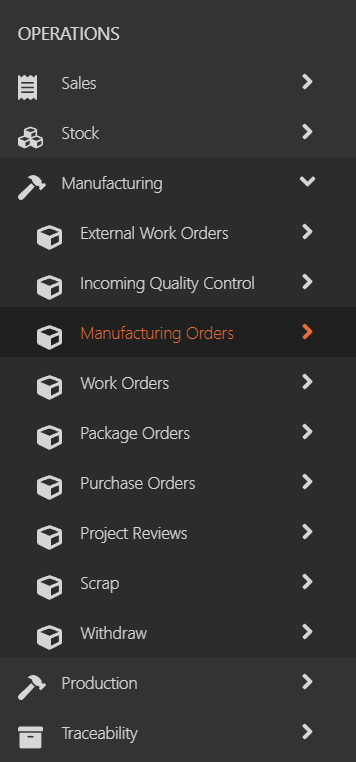 OPERATIONS
Sales
Stock
Manufacturing
External Work Orders
Incoming Quality Control
Manufacturing Orders
Work Orders
Package Orders
Purchase Orders
Project Reviews
Scrap
Withdraw
Production
Traceability